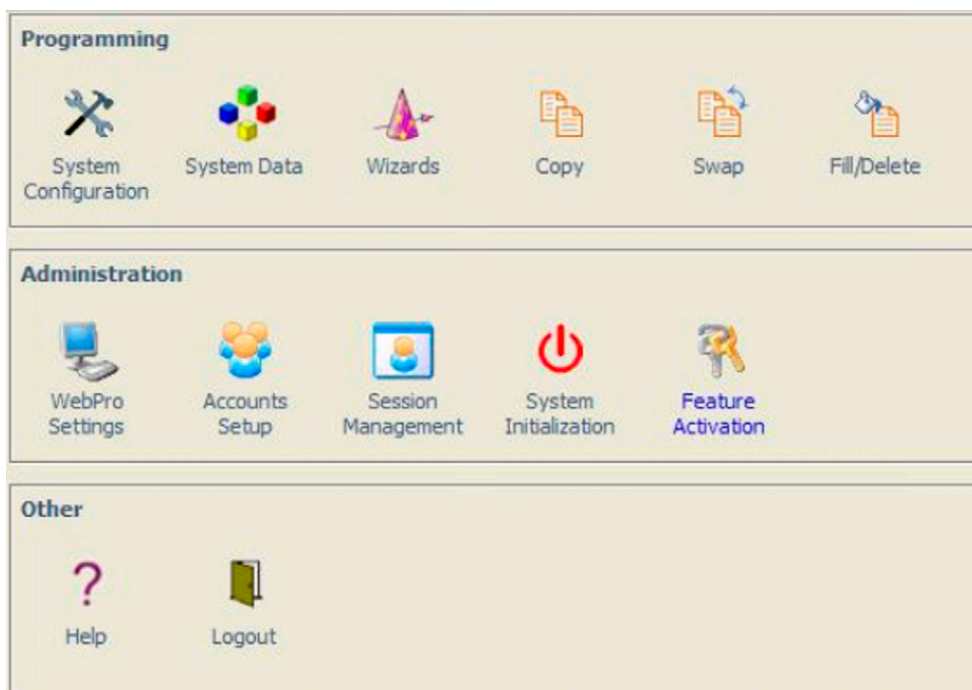 Programming
System
Configuration
System Data
Wizards
Copy
Swap
Fill/Delete
Administration
WebPro
Settings
Accounts
Setup
Session
Management
System
Initialization
Feature
Activation
Other
Help
Logout